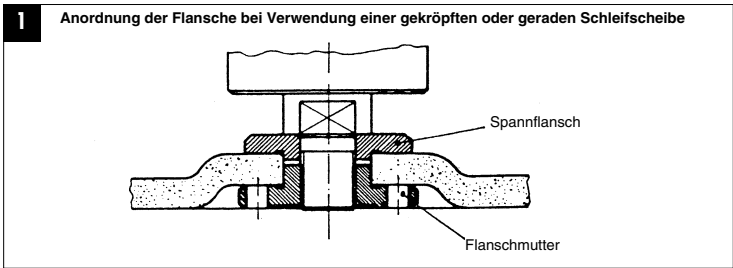 1
Anordnung der Flansche bei Verwendung einer gekröpften oder geraden Schleifscheibe
Spannflansch
Flanschmutter